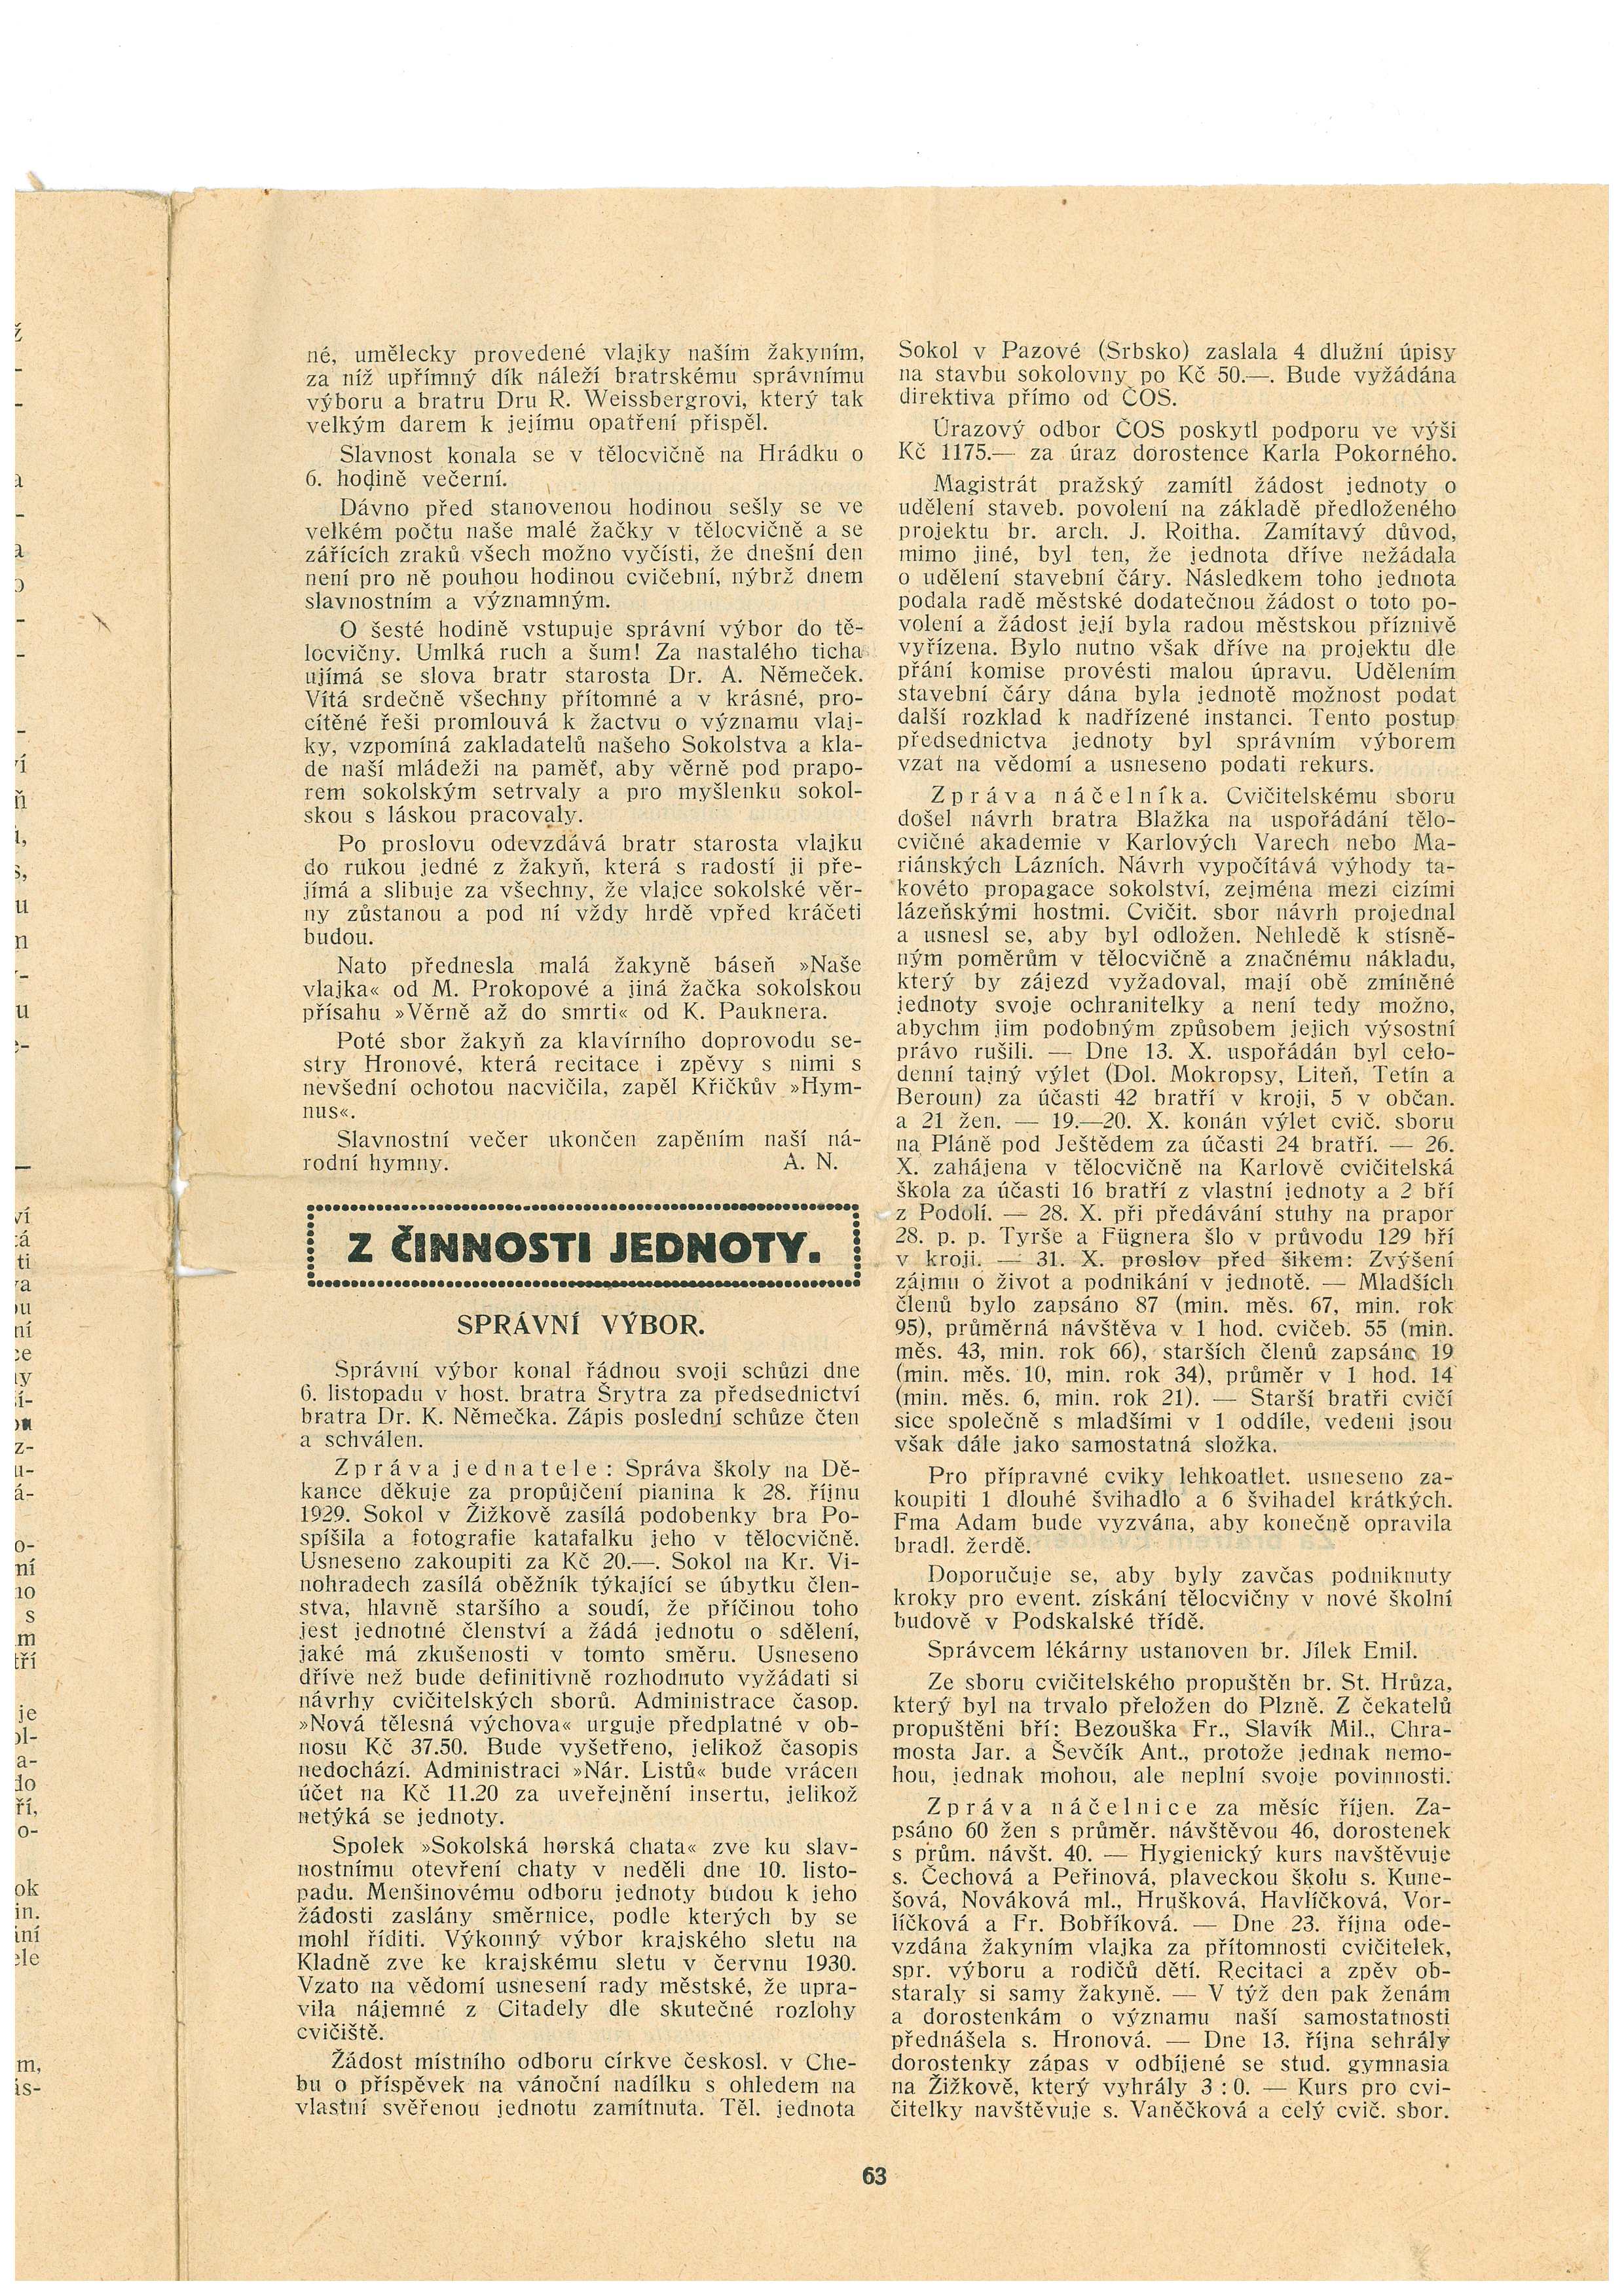 né, umělecky provedené vlajky naším žakyním,
za níž upřímný dík náleží bratrskému správnímu
výboru a bratru Dru R. Weissbergrovi, který tak
velkým darem k jejímu opatření přispěl.
Slavnost konala se v tělocvičně na Hrádku o
6. hodině večerní.
Dávno před stanovenou hodinou sešly se ve
velkém počtu naše malé žačky v tělocvičně a se
zářících zraků všech možno vyčísti, že dnešní den
není pro ně pouhou hodinou cvičební, nýbrž dnem
slavnostním a významným.
O šesté hodině vstupuje správní výbor do tě-
locvičny. Umlká ruch a šum! Za nastalého ticha
ujímá se slova bratr starosta Dr. A. Němeček.
Vítá srdečně všechny přítomné a v krásné, pro-
cítěné řeši promlouvá k žactvu o významu vlaj-
ky, vzpomíná zakladatelů našeho Sokolstva a kla-
de naší mládeži na paměť, aby věrně pod prapo-
rem sokolským setrvaly a pro myšlenku sokol-
skou s láskou pracovaly.
Po proslovu odevzdává bratr starosta vlajku
do rukou jedné z žakyň, která s radostí ji pře-
jímá a slibuje za všechny, že vlajce sokolské věr-
ny zůstanou a pod ní vždy hrdě vpřed kráčeti
budou.
Nato přednesla malá žakyně báseň »Naše
vlajka« od M. Prokopové a jiná žačka sokolskou
přísahu »Věrně až do smrti« od K. Pauknera.
Poté sbor žakyň za klavírního doprovodu se-
stry Hronové, která recitace i zpěvy s nimi s
nevšední ochotou nacvičila, zapěl Křičkův »Hym-
nus«.
Slavnostní večer ukončen zapěním naší ná-
rodní hymny. A. N.
Z ČINNOSTI JEDNOTY.
SPRÁVNÍ VÝBOR.
Správní výbor konal řádnou svoji schůzi dne
6. listopadu v host. bratra Šrytra za předsednictví
bratra Dr. K. Němečka. Zápis poslední schůze čten
a schválen.
Zpráva jednatele: Správa školy na Dě-
kance děkuje za propůjčení pianina k 28. říjnu
1929. Sokol v Žižkově zasílá podobenky bra Po-
spíšila a fotografie katafalku jeho v tělocvičně.
Usneseno zakoupiti za Kč 20.—. Sokol na Kr. Vi-
nohradech zasílá oběžník týkající se úbytku člen-
stva, hlavně staršího a soudí, že příčinou toho
jest jednotné členství a žádá jednotu o sdělení,
jaké má zkušenosti v tomto směru. Usneseno
dříve než bude definitivně rozhodnuto vyžádati si
návrhy cvičitelských sborů. Administrace časop.
»Nová tělesná výchova« urguje předplatné v ob-
nosu Kč 37.50. Bude vyšetřeno, jelikož časopis
nedochází. Administraci »Nár. Listů« bude vrácen
účet na Kč 11.20 za uveřejnění insertu, jelikož
netýká se jednoty.
Spolek »Sokolská horská chata« zve ku slav-
nostnímu otevření chaty v neděli dne 10. listo-
padu. Menšinovému odboru jednoty budou k jeho
žádosti zaslány směrnice, podle kterých by se
mohl říditi. Výkonný výbor krajského sletu na
Kladně zve ke krajskému sletu v červnu 1930.
Vzato na vědomí usnesení rady městské, že upra-
vila nájemné z Citadely dle skutečné rozlohy
cvičiště.
Žádost místního odboru církve českosl. v Che-
bu o příspěvek na vánoční nadílku s ohledem na
vlastní svěřenou jednotu zamítnuta. Těl. jednota
Sokol v Pazové (Srbsko) zaslala 4 dlužní úpisy
na stavbu sokolovny po Kč 50.—. Bude vyžádána
direktiva přímo od ČOS.
Úrazový odbor ČOS poskytl podporu ve výši
Kč 1175.— za úraz dorostence Karla Pokorného.
Magistrát pražský zamítl žádost jednoty o
udělení staveb. povolení na základě předloženého
projektu br. arch. J. Roitha. Zamítavý důvod,
mimo jiné, byl ten, že jednota dříve nežádala
o udělení stavební čáry. Následkem toho jednota
podala radě městské dodatečnou žádost o toto po-
volení a žádost její byla radou městskou příznivě
vyřízena. Bylo nutno však dříve na projektu dle
přání komise provésti malou úpravu. Udělením
stavební čáry dána byla jednotě možnost podat
další rozklad k nadřízené instanci. Tento postup
předsednictva jednoty byl správním výborem
vzat na vědomí a usneseno podati rekurs.
Zpráva náčelníka. Cvičitelskému sboru
došel návrh bratra Blažka na uspořádání tělo-
cvičné akademie v Karlových Varech nebo Ma-
riánských Lázních. Návrh vypočítává výhody ta-
kovéto propagace sokolství, zejména mezi cizími
lázeňskými hostmi. Cvičit. sbor návrh projednal
a usnesl se, aby byl odložen. Nehledě k stísně-
ným poměrům v tělocvičně a značnému nákladu,
který by zájezd vyžadoval, mají obě zmíněné
jednoty svoje ochranitelky a není tedy možno,
abychm jim podobným způsobem jejich výsostní
právo rušili. — Dne 13. X. uspořádán byl celo-
denní tajný výlet (Dol. Mokropsy, Liteň, Tetín a
Beroun) za účasti 42 bratří v kroji, 5 v občan.
a 21 žen. — 19.—20. X. konán výlet cvič. sboru
na Pláně pod Ještědem za účasti 24 bratří. — 26.
X. zahájena v tělocvičně na Karlově cvičitelská
škola za účasti 16 bratří z vlastní jednoty a 2 bří
z Podolí. — 28. X. při předávání stuhy na prapor
28. p. p. Tyrše a Fügnera šlo v průvodu 129 bří
v kroji. — 31. X. proslov před šikem: Zvýšení
zájmu o život a podnikání v jednotě. — Mladších
členů bylo zapsáno 87 (min. měs. 67, min. rok
95), průměrná návštěva v 1 hod. cvičeb. 55 (min.
měs. 43, min. rok 66), starších členů zapsáno 19
(min. měs. 10, min. rok 34), průměr v 1 hod. 14
(min. měs. 6, min. rok 21). — Starší bratři cvičí
sice společně s mladšími v 1 oddíle, vedeni jsou
však dále jako samostatná složka.
Pro přípravné cviky lehkoatlet. usneseno za-
koupiti 1 dlouhé švihadlo a 6 švihadel krátkých.
Fma Adam bude vyzvána, aby konečně opravila
bradl. žerdě.
Doporučuje se, aby byly zavčas podniknuty
kroky pro event. získání tělocvičny v nové školní
budově v Podskalské třídě.
Správcem lékárny ustanoven br. Jílek Emil.
Ze sboru cvičitelského propuštěn br. St. Hrůza,
který byl na trvalo přeložen do Plzně. Z čekatelů
propuštěni bří: Bezouška Fr., Slavík Mil., Chra-
mosta Jar. a Ševčík Ant., protože jednak nemo-
hou, jednak mohou, ale neplní svoje povinnosti.
Zpráva náčelnice za měsíc říjen. Za-
psáno 60 žen s průměr. návštěvou 46, dorostenek
s prům. návšt. 40. — Hygienický kurs navštěvuje
s. Čechová a Peřinová, plaveckou školu s. Kune-
šová, Nováková ml., Hrušková, Havlíčková, Vor-
líčková a Fr. Bobříková. — Dne 23. října ode-
vzdána žakyním vlajka za přítomnosti cvičitelek,
spr. výboru a rodičů dětí. Recitaci a zpěv ob-
staraly si samy žakyně. — V týž den pak ženám
a dorostenkám o významu naší samostatnosti
přednášela s. Hronová. — Dne 13. října sehrály
dorostenky zápas v odbíjené se stud. gymnasia
na Žižkově, který vyhrály 3 : 0. — Kurs pro cvi-
čitelky navštěvuje s. Vaněčková a celý cvič. sbor.
63